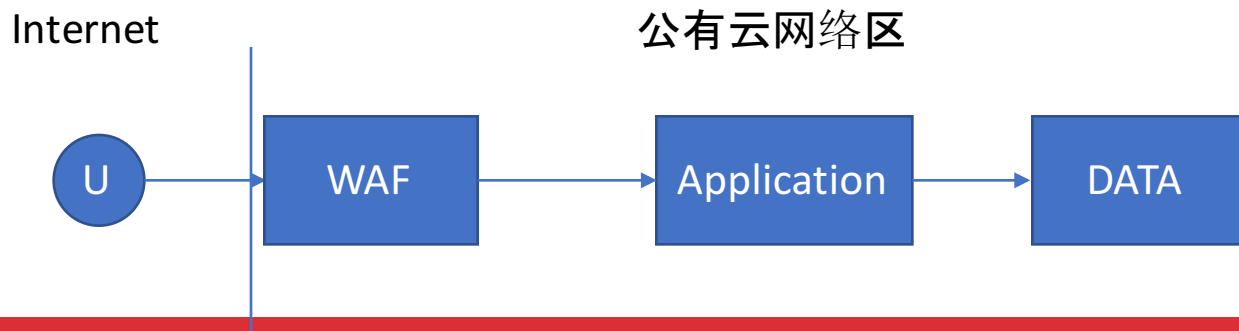 Internet
公有云网络区
U
WAF
Application
DATA